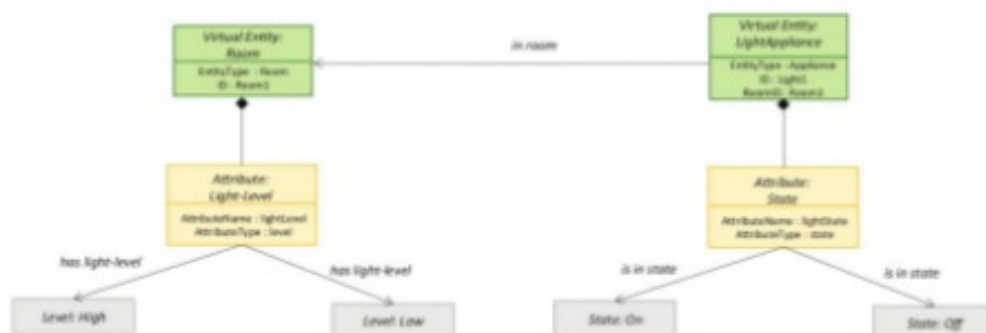 Virtual Entity:
Room
EntityType : Room
ID : Room1
in room
Virtual Entity:
LightAppliance
EntityType : Appliance
ID : Light1
RoomID : Room1
Attribute:
Light-Level
AttributeName : lightLevel
AttributeType : level
Attribute:
State
AttributeName : lightState
AttributeType : state
has light-level
has light-level
is in state
is in state
Level: High
Level: Low
State: On
State: Off